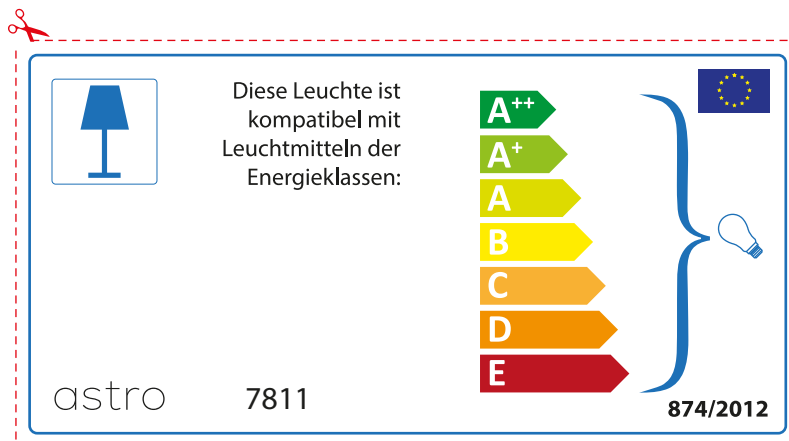 Diese Leuchte ist
kompatibel mit
Leuchtmitteln der
Energieklassen:
A++
A+
A
B
C
D
E
astro 7811
874/2012